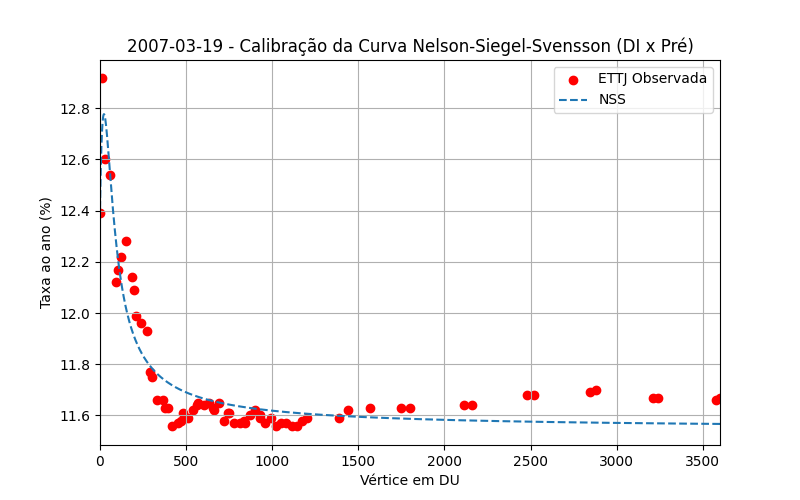 2007-03-19 - Calibração da Curva Nelson-Siegel-Svensson (DI x Pré)
ETTJ Observada
NSS
Taxa ao ano (%)
12.8
12.6
12.4
12.2
12.0
11.8
11.6
0 500 1000 1500 2000 2500 3000 3500
Vértice em DU